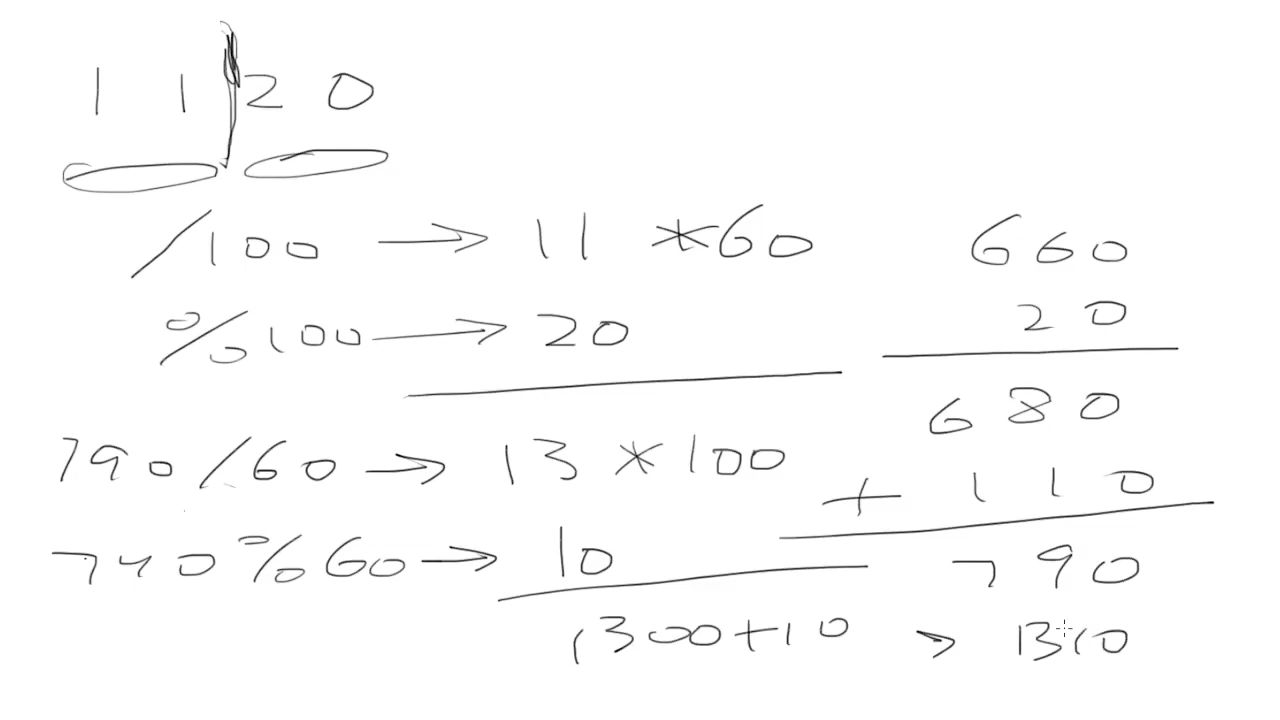 11 20
/100 → 11 *60 660
%100 → 20 20
680
790 /60 → 13 * 100 + 110
740 % 60 → 10 790
1300+10 → 1310